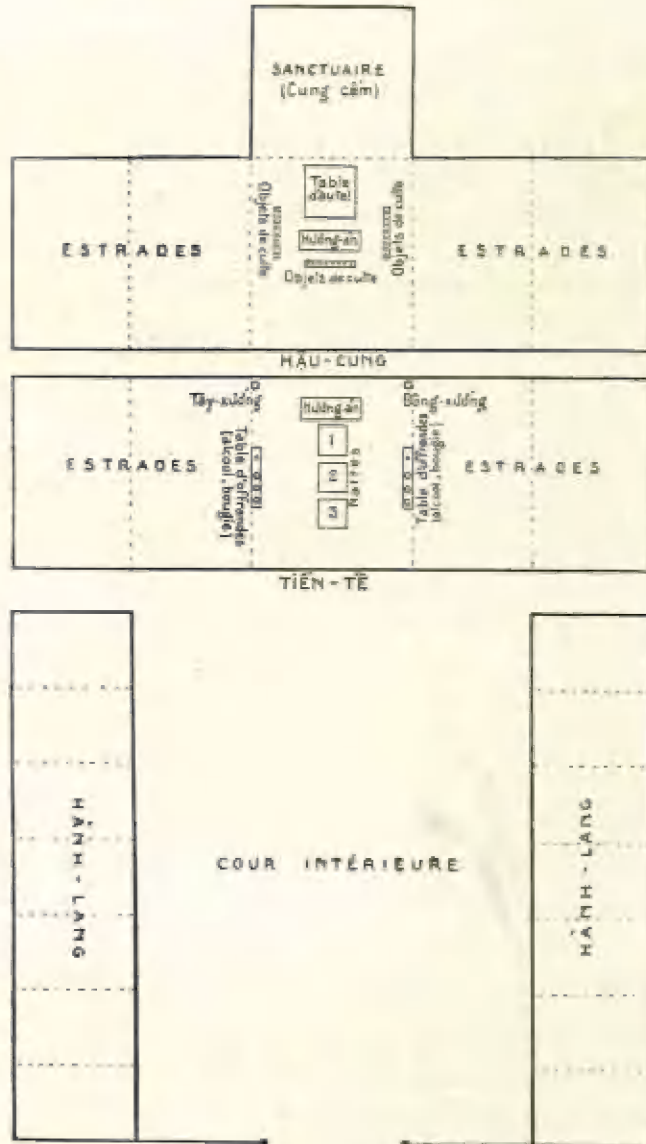 SANCTUAIRE
(Cung cấm)
Table
d'autel
Objets de culte
Objets de culte
Hương-án
Objets de culte
ESTRADES
ESTRADES
HẬU-CUNG
Tây-xướng
Hương-án
Đông-xướng
1
2
3
Nattes
Table d'offrandes
(alcool, bougie)
Table d'offrandes
(alcool, bougie)
ESTRADES
ESTRADES
TIỀN-TẾ
HÀNH-LANG
COUR INTÉRIEURE
HÀNH-LANG